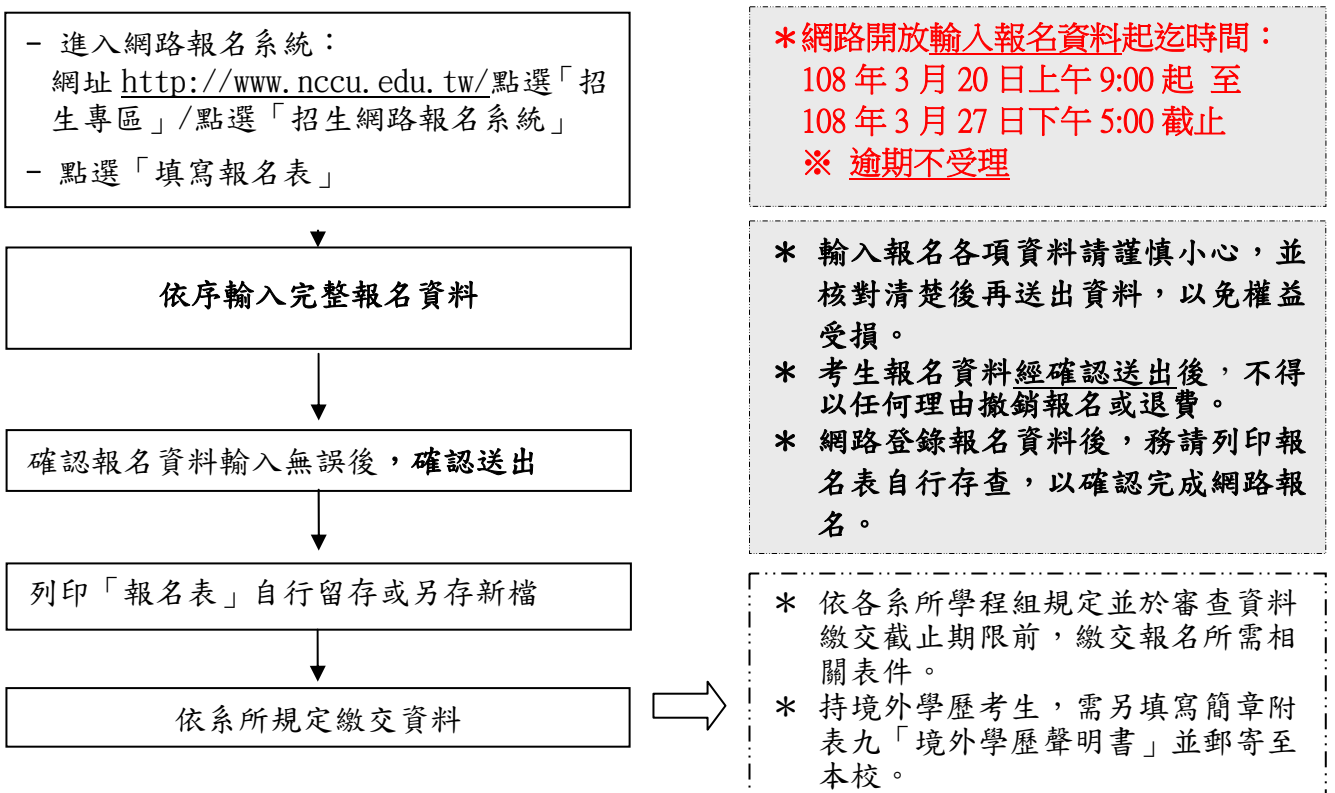 - 進入網路報名系統：
網址 http://www.nccu.edu.tw/點選「招
生專區」/點選「招生網路報名系統」
- 點選「填寫報名表」
依序輸入完整報名資料
確認報名資料輸入無誤後，確認送出
列印「報名表」自行留存或另存新檔
依系所規定繳交資料
＊網路開放輸入報名資料起迄時間：
108 年 3 月 20 日上午 9:00 起 至
108 年 3 月 27 日下午 5:00 截止
※ 逾期不受理
＊ 輸入報名各項資料請謹慎小心，並
核對清楚後再送出資料，以免權益
受損。
＊ 考生報名資料經確認送出後，不得
以任何理由撤銷報名或退費。
＊ 網路登錄報名資料後，務請列印報
名表自行存查，以確認完成網路報
名。
＊ 依各系所學程組規定並於審查資料
繳交截止期限前，繳交報名所需相
關表件。
＊ 持境外學歷考生，需另填寫簡章附
表九「境外學歷聲明書」並郵寄至
本校。